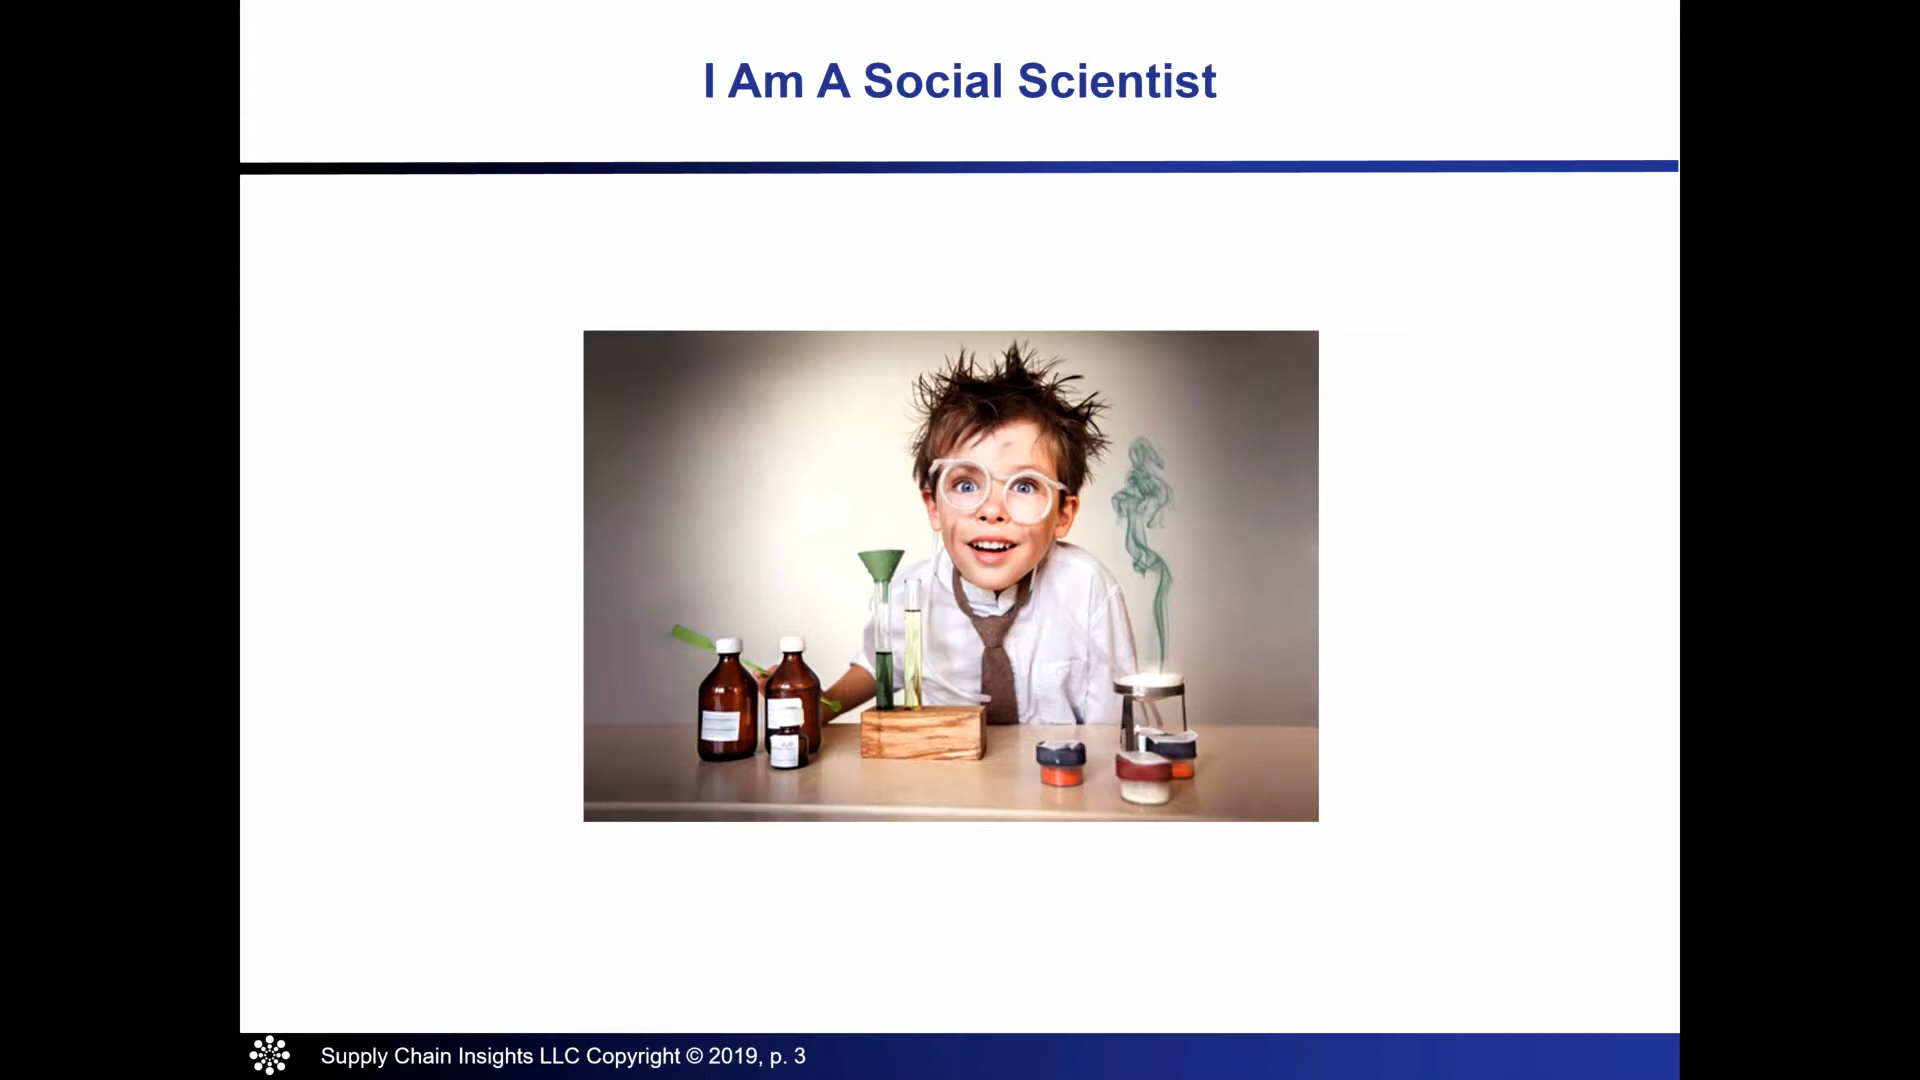 I Am A Social Scientist
Supply Chain Insights LLC Copyright © 2019, p. 3